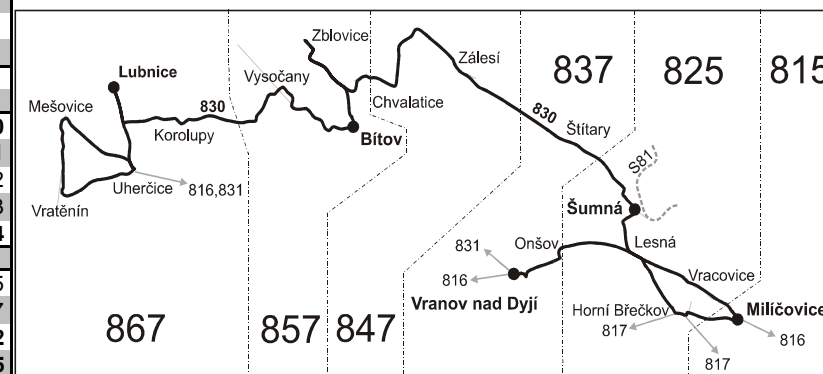 Zblovice
Zálesí
837
825
815
Lubnice
Vysočany
Mešovice
830
Chvalatice
830
Korolupy
Bítov
Štítary
S81
Uherčice
816,831
Vratěnín
Šumná
831
Onšov
Lesná
816
Vracovice
Vranov nad Dyjí
Horní Břečkov
Milíčovice
817
816
867
857
847
817